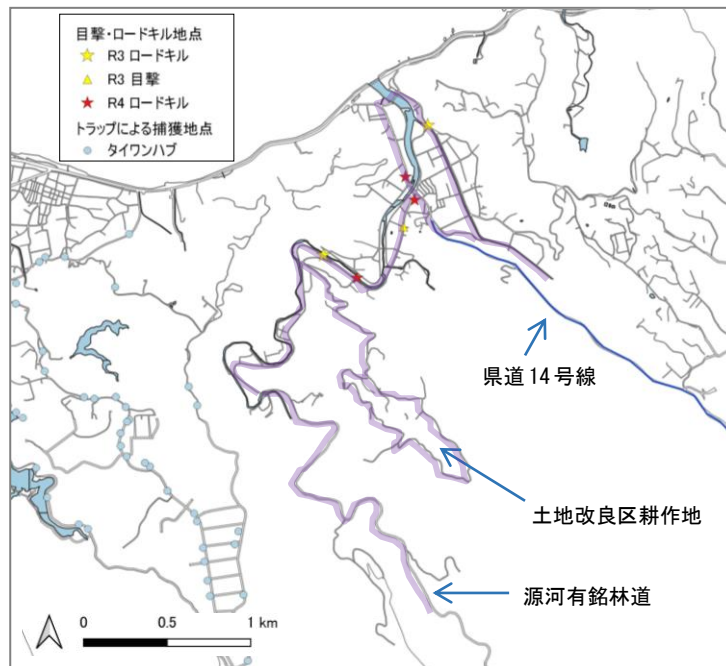 目撃・ロードキル地点
R3 ロードキル
R3 目撃
R4 ロードキル
トラップによる捕獲地点
タイワンハブ
県道14号線
土地改良区耕作地
源河有銘林道
0 0.5 1 km